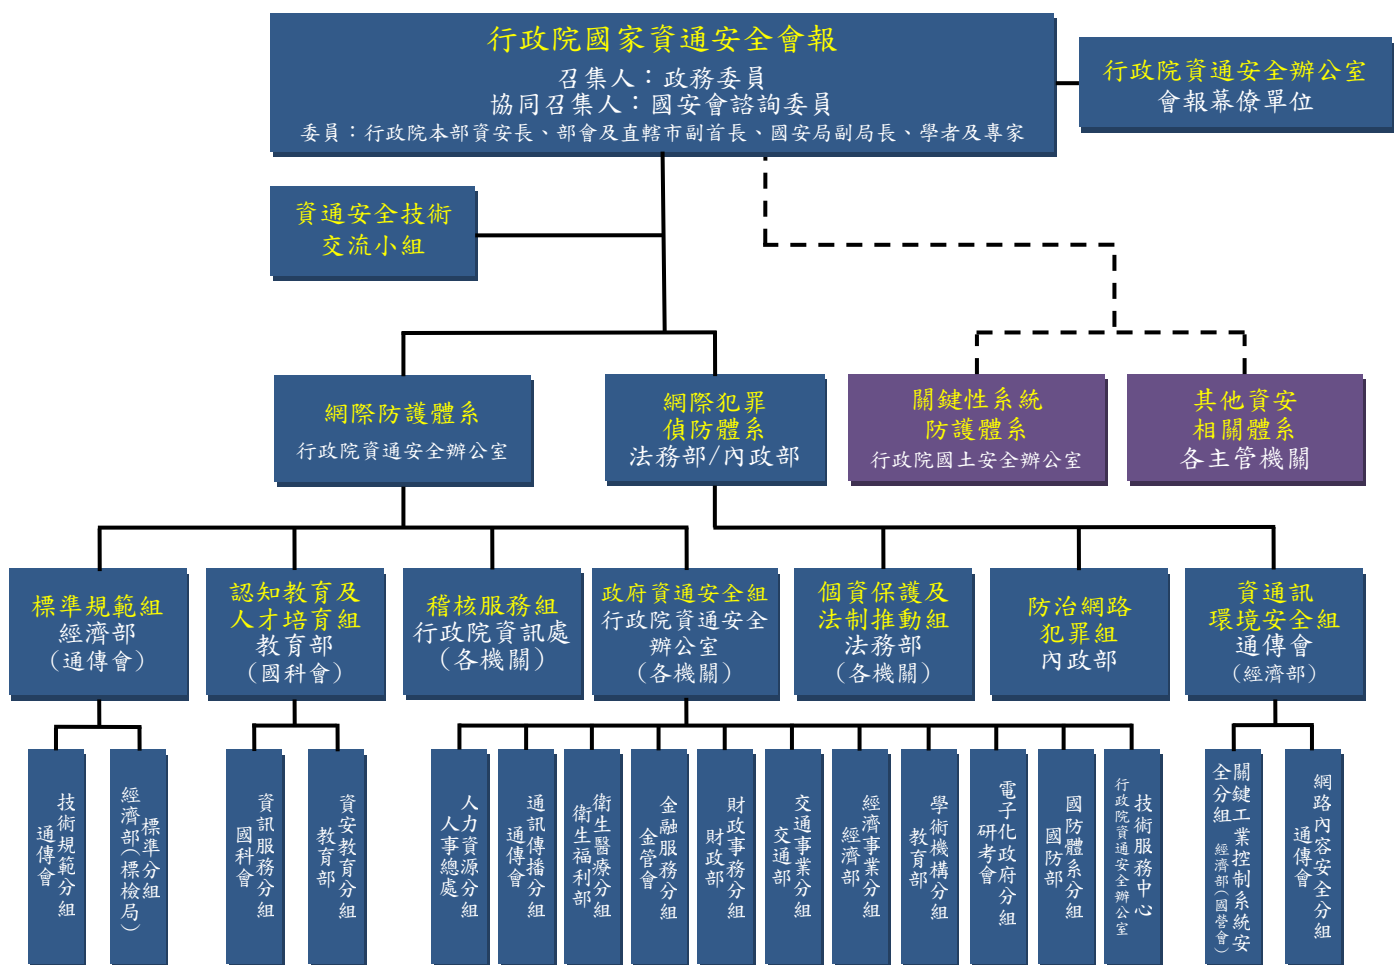 行政院國家資通安全會報
召集人：政務委員
協同召集人：國安會諮詢委員
委員：行政院本部資安長、部會及直轄市副首長、國安局副局長、學者及專家
行政院資通安全辦公室
會報幕僚單位
資通安全技術
交流小組
網際防護體系
行政院資通安全辦公室
網際犯罪
偵防體系
法務部/內政部
關鍵性系統
防護體系
行政院國土安全辦公室
其他資安
相關體系
各主管機關
標準規範組
經濟部
（通傳會）
認知教育及
人才培育組
教育部
（國科會）
稽核服務組
行政院資訊處
（各機關）
政府資通安全組
行政院資通安全
辦公室
（各機關）
個資保護及
法制推動組
法務部
（各機關）
防治網路
犯罪組
內政部
資通訊
環境安全組
通傳會
（經濟部）
技術規範分組
通傳會
標準分組
經濟部(標檢局)
資訊服務分組
國科會
資安教育分組
教育部
人力資源分組
人事總處
通訊傳播分組
通傳會
衛生醫療分組
衛生福利部
金融服務分組
金管會
財政事務分組
財政部
交通事業分組
交通部
經濟事業分組
經濟部
學術機構分組
教育部
電子化政府分組
研考會
國防體系分組
國防部
技術服務中心
行政院資通安全辦公室
關鍵工業控制系統安
全分組 經濟部(國營會)
網路內容安全分組
通傳會